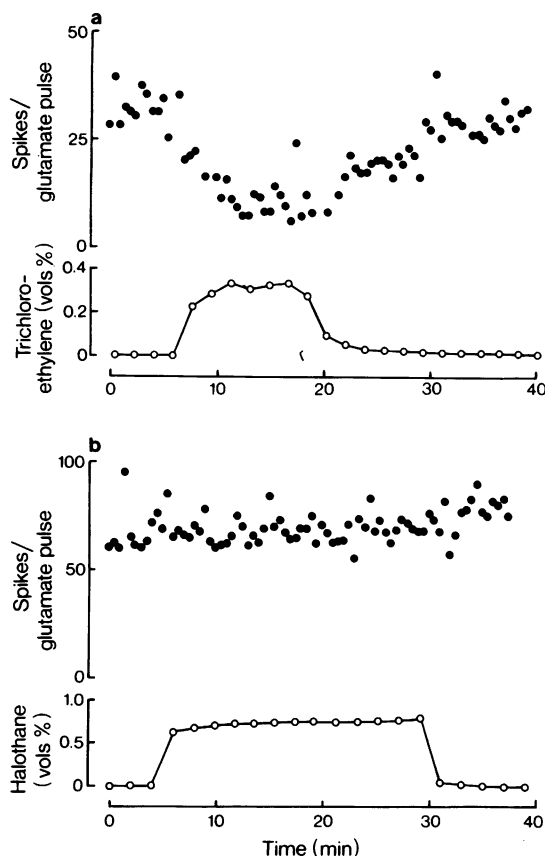 a
50
25
0
Spikes/
glutamate pulse
0.4
0.2
0
Trichloro-
ethylene (vols %)
0 10 20 30 40
b
100
50
0
Spikes/
glutamate pulse
1.0
0.5
0
Halothane
(vols %)
0 10 20 30 40
Time (min)